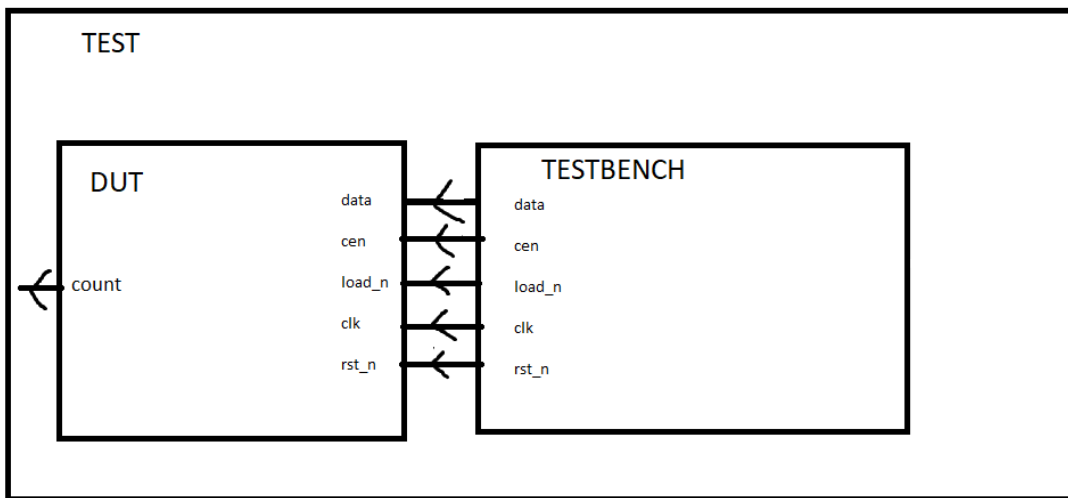 TEST
DUT
data
cen
load_n
clk
rst_n
count
TESTBENCH
data
cen
load_n
clk
rst_n